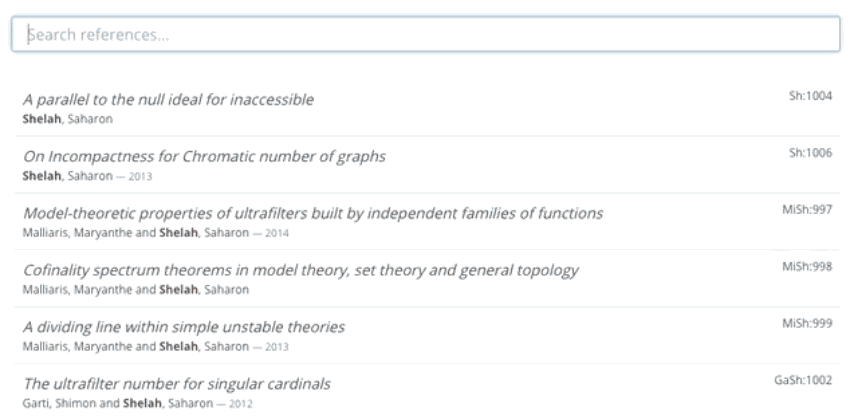 Search references...
A parallel to the null ideal for inaccessible Sh:1004
Shelah, Saharon
On Incompactness for Chromatic number of graphs Sh:1006
Shelah, Saharon — 2013
Model-theoretic properties of ultrafilters built by independent families of functions MiSh:997
Malliaris, Maryanthe and Shelah, Saharon — 2014
Cofinality spectrum theorems in model theory, set theory and general topology MiSh:998
Malliaris, Maryanthe and Shelah, Saharon
A dividing line within simple unstable theories MiSh:999
Malliaris, Maryanthe and Shelah, Saharon — 2013
The ultrafilter number for singular cardinals GaSh:1002
Garti, Shimon and Shelah, Saharon — 2012